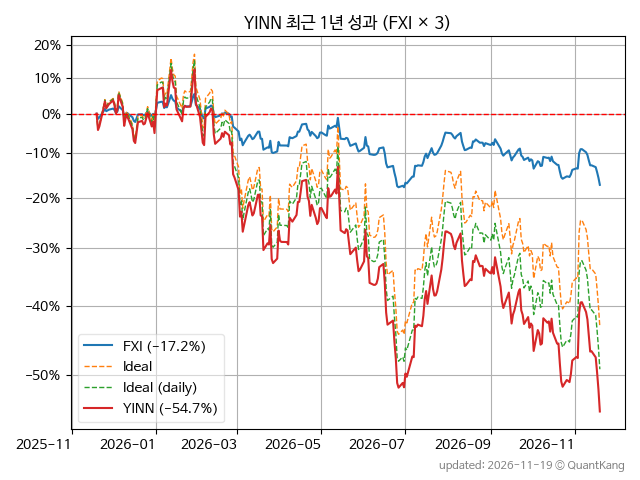 YINN 최근 1년 성과 (FXI × 3)
20%
10%
0%
−10%
−20%
−30%
−40%
−50%
FXI (−17.2%)
Ideal
Ideal (daily)
YINN (−54.7%)
2025-11
2026-01
2026-03
2026-05
2026-07
2026-09
2026-11
updated: 2026-11-19 © QuantKang